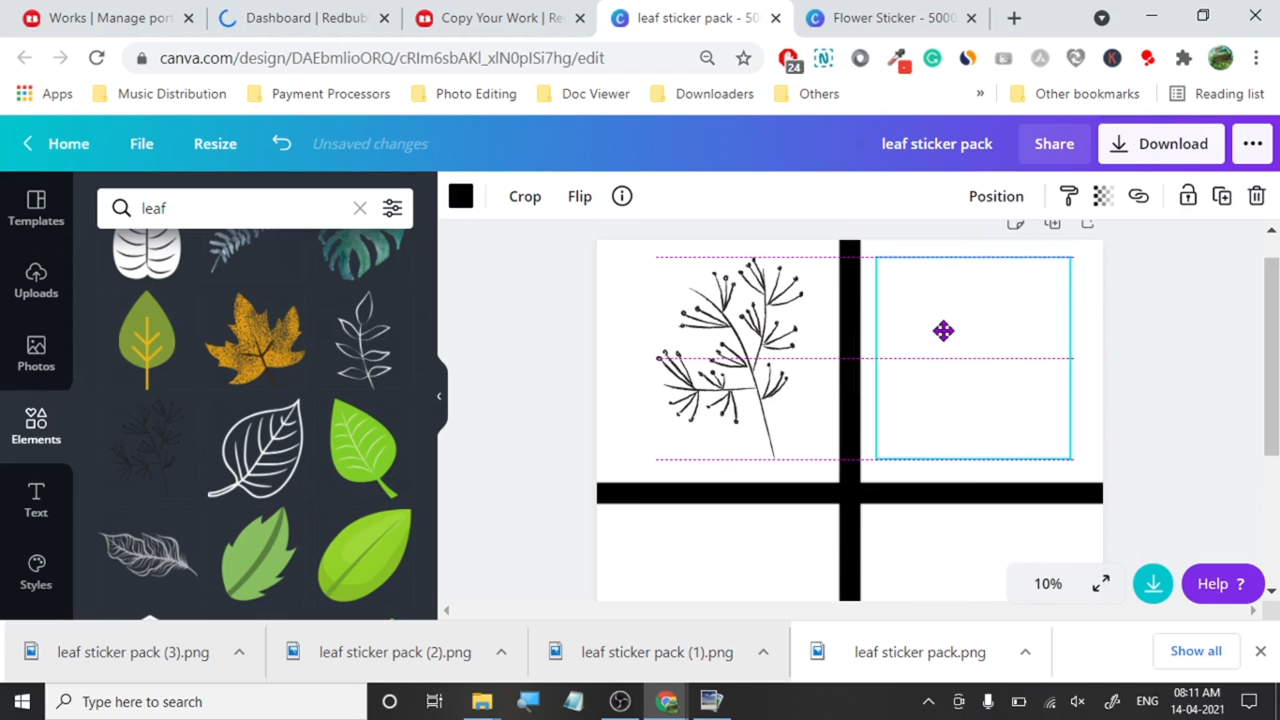 Works | Manage port
Dashboard | Redbubb
Copy Your Work | Re
leaf sticker pack - 50
Flower Sticker - 5000
canva.com/design/DAEbmlioORQ/cRIm6sbAKl_xlN0pISi7hg/edit
24
Apps
Music Distribution
Payment Processors
Photo Editing
Doc Viewer
Downloaders
Others
»
Other bookmarks
Reading list
Home
File
Resize
Unsaved changes
leaf sticker pack
Share
Download
Templates
leaf
Crop
Flip
Position
Uploads
Photos
Elements
Text
Styles
10%
Help ?
leaf sticker pack (3).png
leaf sticker pack (2).png
leaf sticker pack (1).png
leaf sticker pack.png
Show all
Type here to search
ENG
08:11 AM
14-04-2021